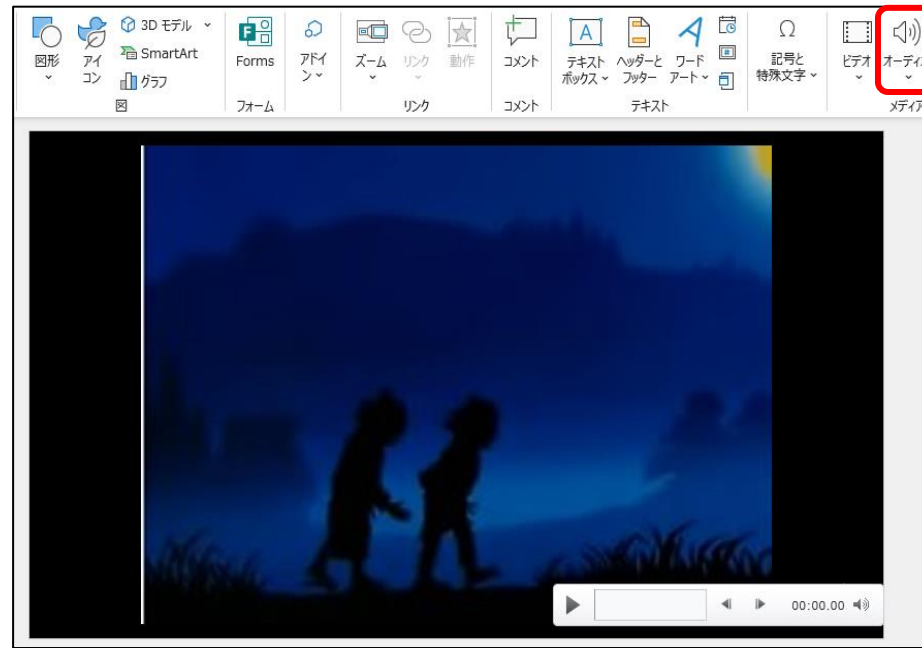 図形
アイコン
3D モデル
SmartArt
グラフ
図
Forms
フォーム
アドイン
ズーム
リンク
動作
リンク
コメント
コメント
テキスト
ボックス
ヘッダーと
フッター
ワード
アート
テキスト
Ω
記号と
特殊文字
ビデオ
オーディ
メディア
00:00.00